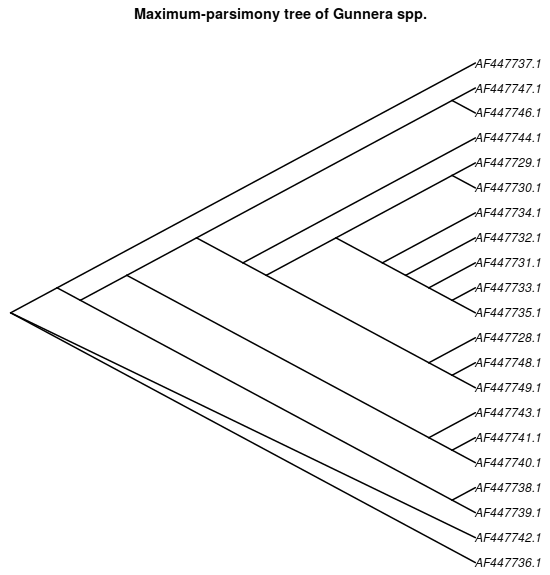 Maximum-parsimony tree of Gunnera spp.
AF447737.1
AF447747.1
AF447746.1
AF447744.1
AF447729.1
AF447730.1
AF447734.1
AF447732.1
AF447731.1
AF447733.1
AF447735.1
AF447728.1
AF447748.1
AF447749.1
AF447743.1
AF447741.1
AF447740.1
AF447738.1
AF447739.1
AF447742.1
AF447736.1